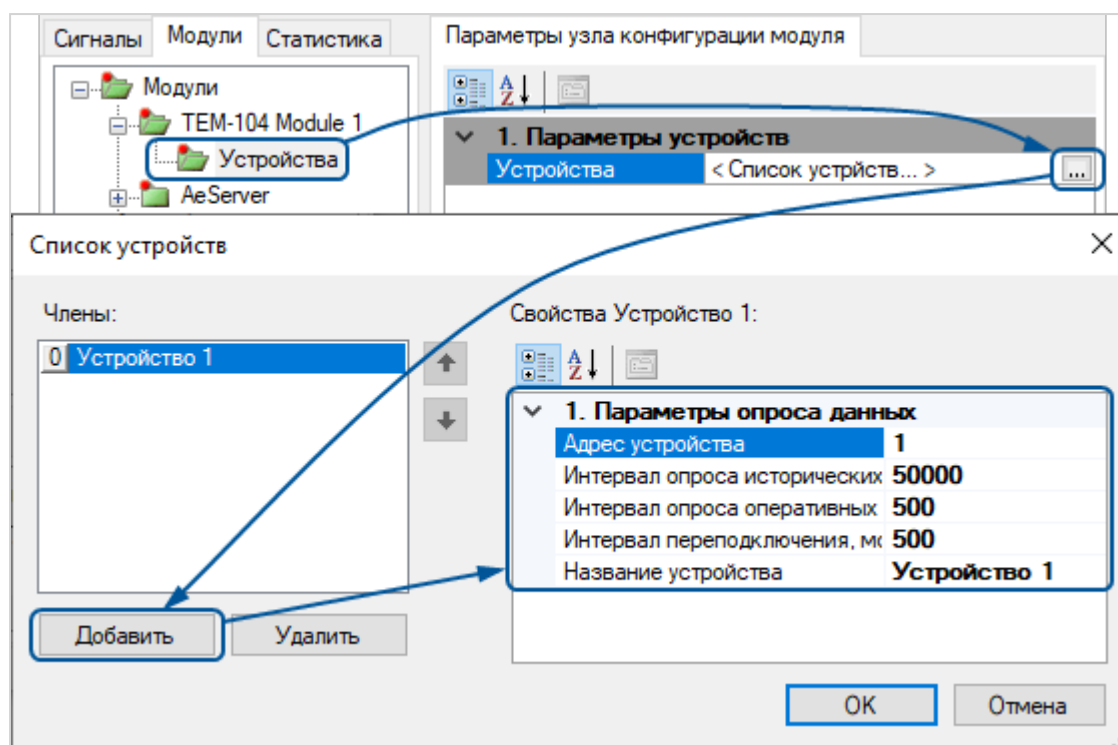 Сигналы Модули Статистика
Параметры узла конфигурации модуля
Модули
TEM-104 Module 1
Устройства
AeServer
1. Параметры устройств
Устройства < Список устрйств... > ...
Список устройств
Члены:
0 Устройство 1
Добавить Удалить
Свойства Устройство 1:
1. Параметры опроса данных
Адрес устройства 1
Интервал опроса исторических 50000
Интервал опроса оперативных 500
Интервал переподключения, мс 500
Название устройства Устройство 1
OK Отмена